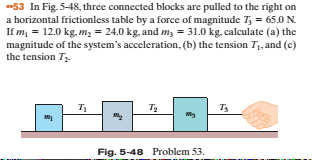 ••53 In Fig. 5-48, three connected blocks are pulled to the right on
a horizontal frictionless table by a force of magnitude T₃ = 65.0 N.
If m₁ = 12.0 kg, m₂ = 24.0 kg, and m₃ = 31.0 kg, calculate (a) the
magnitude of the system's acceleration, (b) the tension T₁, and (c)
the tension T₂.
m₁ T₁ m₂ T₂ m₃ T₃
Fig. 5-48 Problem 53.